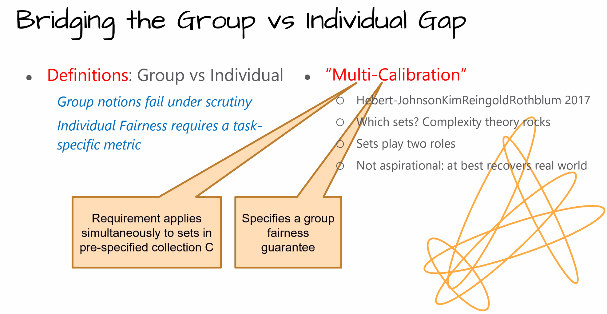 Bridging the Group vs Individual Gap
Definitions: Group vs Individual
Group notions fail under scrutiny
Individual Fairness requires a task-
specific metric
"Multi-Calibration"
Hebert-JohnsonKimReingoldRothblum 2017
Which sets? Complexity theory rocks
Sets play two roles
Not aspirational: at best recovers real world
Requirement applies
simultaneously to sets in
pre-specified collection C
Specifies a group
fairness
guarantee